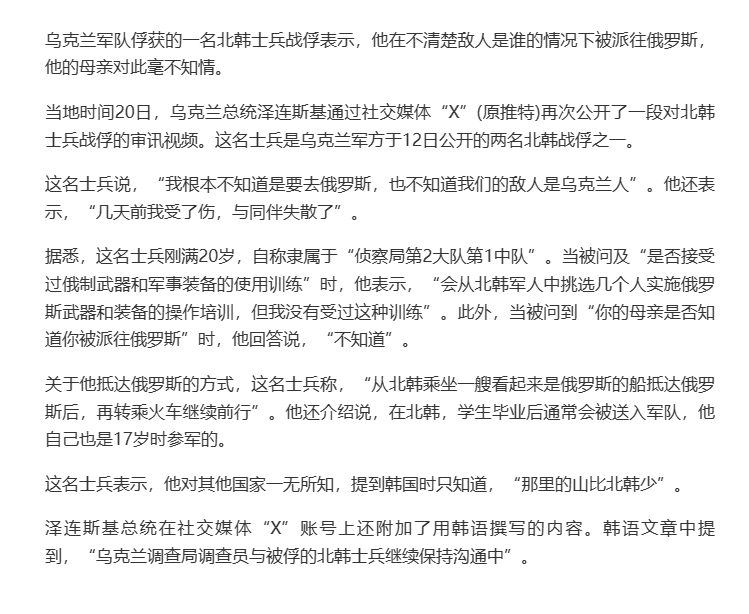 乌克兰军队俘获的一名北韩士兵战俘表示，他在不清楚敌人是谁的情况下被派往俄罗斯，
他的母亲对此毫不知情。
当地时间20日，乌克兰总统泽连斯基通过社交媒体“X”(原推特)再次公开了一段对北韩
士兵战俘的审讯视频。这名士兵是乌克兰军方于12日公开的两名北韩战俘之一。
这名士兵说，“我根本不知道是要去俄罗斯，也不知道我们的敌人是乌克兰人”。他还表
示，“几天前我受了伤，与同伴失散了”。
据悉，这名士兵刚满20岁，自称隶属于“侦察局第2大队第1中队”。当被问及“是否接受
过俄制武器和军事装备的使用训练”时，他表示，“会从北韩军人中挑选几个人实施俄罗
斯武器和装备的操作培训，但我没有受过这种训练”。此外，当被问到“你的母亲是否知
道你被派往俄罗斯”时，他回答说，“不知道”。
关于他抵达俄罗斯的方式，这名士兵称，“从北韩乘坐一艘看起来是俄罗斯的船抵达俄罗
斯后，再转乘火车继续前行”。他还介绍说，在北韩，学生毕业后通常会被送入军队，他
自己也是17岁时参军的。
这名士兵表示，他对其他国家一无所知，提到韩国时只知道，“那里的山比北韩少”。
泽连斯基总统在社交媒体“X”账号上还附加了用韩语撰写的内容。韩语文章中提
到，“乌克兰调查局调查员与被俘的北韩士兵继续保持沟通中”。